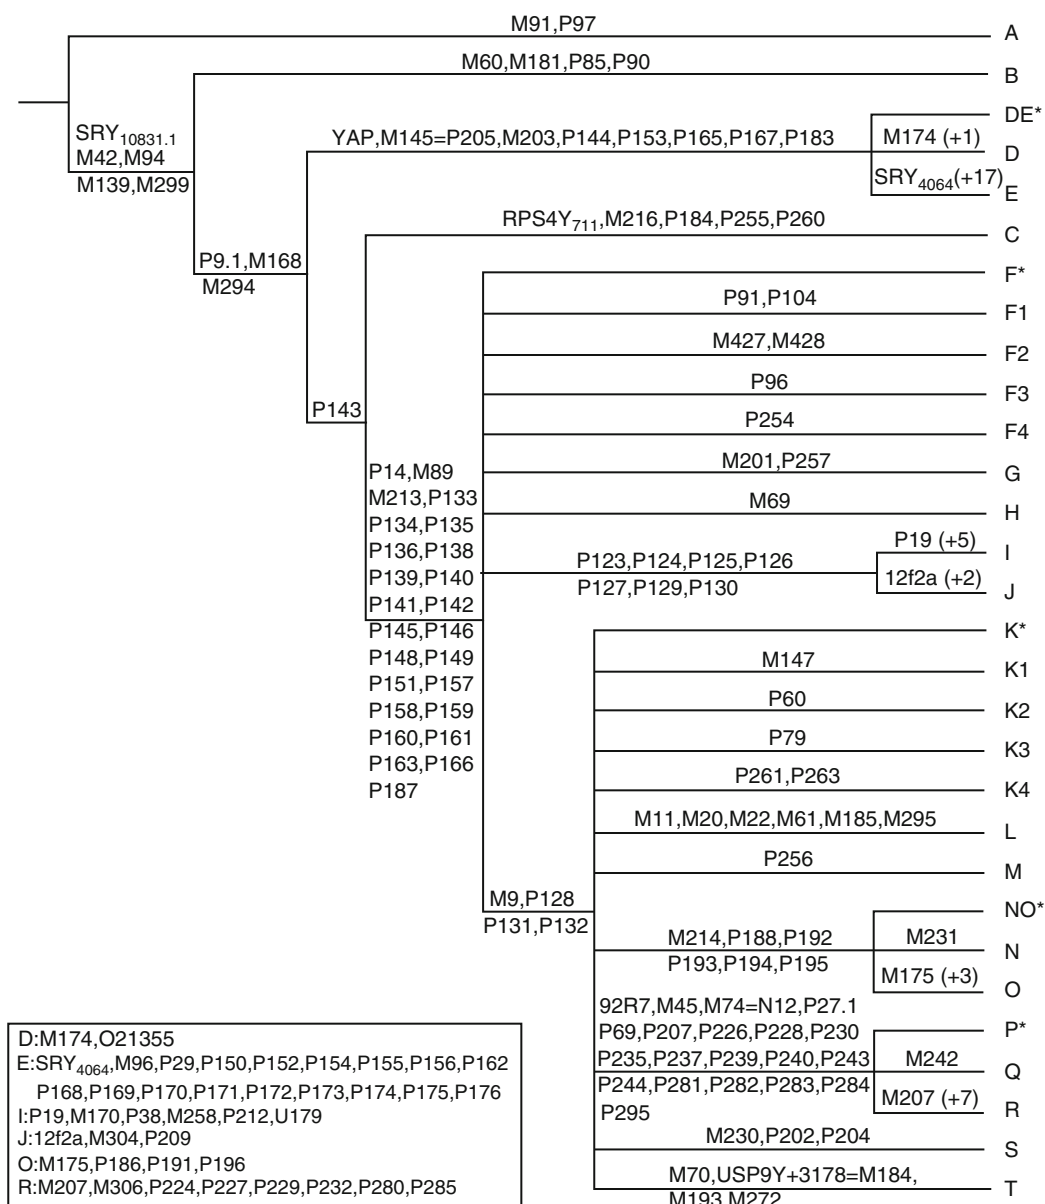 M91,P97
A
M60,M181,P85,P90
B
DE*
SRY10831.1
M42,M94
M139,M299
YAP,M145=P205,M203,P144,P153,P165,P167,P183
M174 (+1)
D
SRY4064(+17)
E
RPS4Y711,M216,P184,P255,P260
C
P9.1,M168
M294
F*
P91,P104
F1
M427,M428
F2
P96
F3
P143
P254
F4
M201,P257
G
M69
H
P14,M89
M213,P133
P134,P135
P136,P138
P139,P140
P141,P142
P145,P146
P148,P149
P151,P157
P158,P159
P160,P161
P163,P166
P187
P123,P124,P125,P126
P127,P129,P130
P19 (+5)
I
12f2a (+2)
J
K*
M147
K1
P60
K2
P79
K3
P261,P263
K4
M11,M20,M22,M61,M185,M295
L
P256
M
M9,P128
P131,P132
NO*
M214,P188,P192
P193,P194,P195
M231
N
M175 (+3)
O
92R7,M45,M74=N12,P27.1
P69,P207,P226,P228,P230
P235,P237,P239,P240,P243
P244,P281,P282,P283,P284
P295
P*
M242
Q
M207 (+7)
R
M230,P202,P204
S
M70,USP9Y+3178=M184,
M193,M272
T
D:M174,O21355
E:SRY4064,M96,P29,P150,P152,P154,P155,P156,P162
P168,P169,P170,P171,P172,P173,P174,P175,P176
I:P19,M170,P38,M258,P212,U179
J:12f2a,M304,P209
O:M175,P186,P191,P196
R:M207,M306,P224,P227,P229,P232,P280,P285